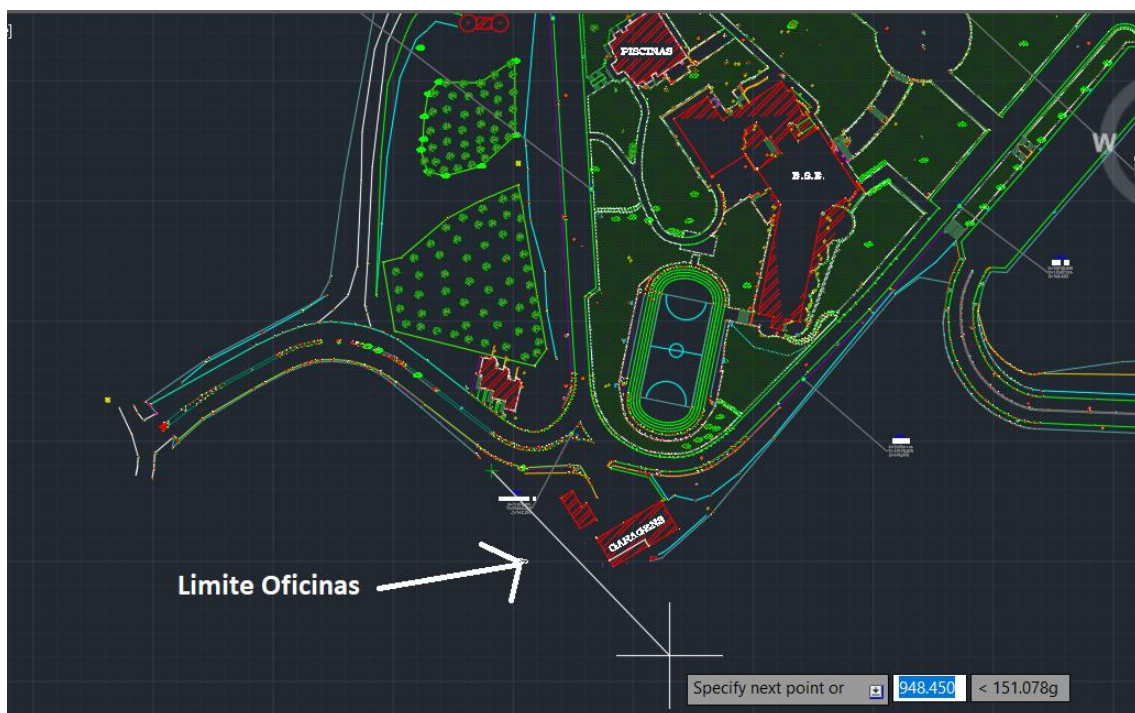 PISCINAS
W
B.S.B.
GARAGENS
Limite Oficinas
Specify next point or
948.450
< 151.078g